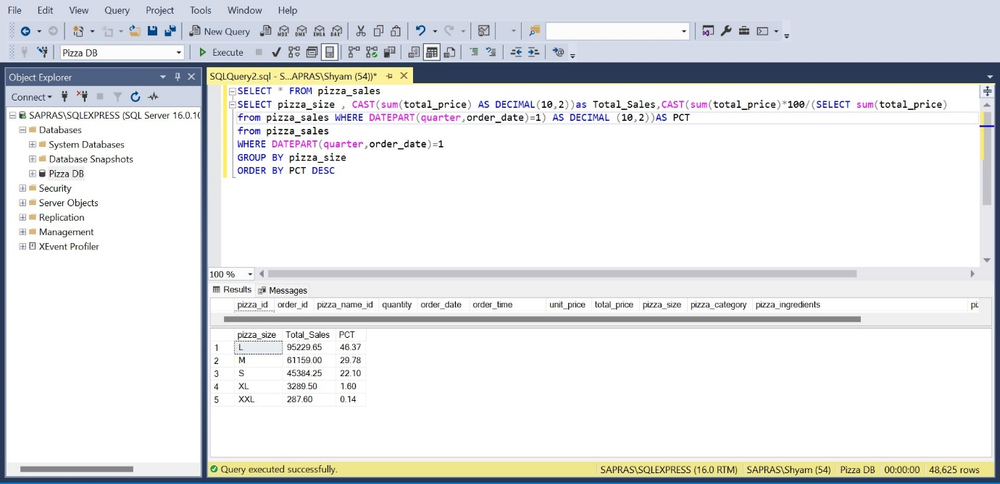 File Edit View Query Project Tools Window Help
New Query MDX DMX XMLA DAX
Pizza DB Execute
Object Explorer
SQLQuery2.sql - S...APRAS\Shyam (54))*
Connect
SAPRAS\SQLEXPRESS (SQL Server 16.0.10
Databases
System Databases
Database Snapshots
Pizza DB
Security
Server Objects
Replication
Management
XEvent Profiler
SELECT * FROM pizza_sales
SELECT pizza_size , CAST(sum(total_price) AS DECIMAL(10,2))as Total_Sales,CAST(sum(total_price)*100/(SELECT sum(total_price)
from pizza_sales WHERE DATEPART(quarter,order_date)=1) AS DECIMAL (10,2))AS PCT
from pizza_sales
WHERE DATEPART(quarter,order_date)=1
GROUP BY pizza_size
ORDER BY PCT DESC
100 %
Results Messages
pizza_id order_id pizza_name_id quantity order_date order_time unit_price total_price pizza_size pizza_category pizza_ingredients pi
pizza_size Total_Sales PCT
1 L 95229.65 46.37
2 M 61159.00 29.78
3 S 45384.25 22.10
4 XL 3289.50 1.60
5 XXL 287.60 0.14
Query executed successfully. SAPRAS\SQLEXPRESS (16.0 RTM) SAPRAS\Shyam (54) Pizza DB 00:00:00 48,625 rows